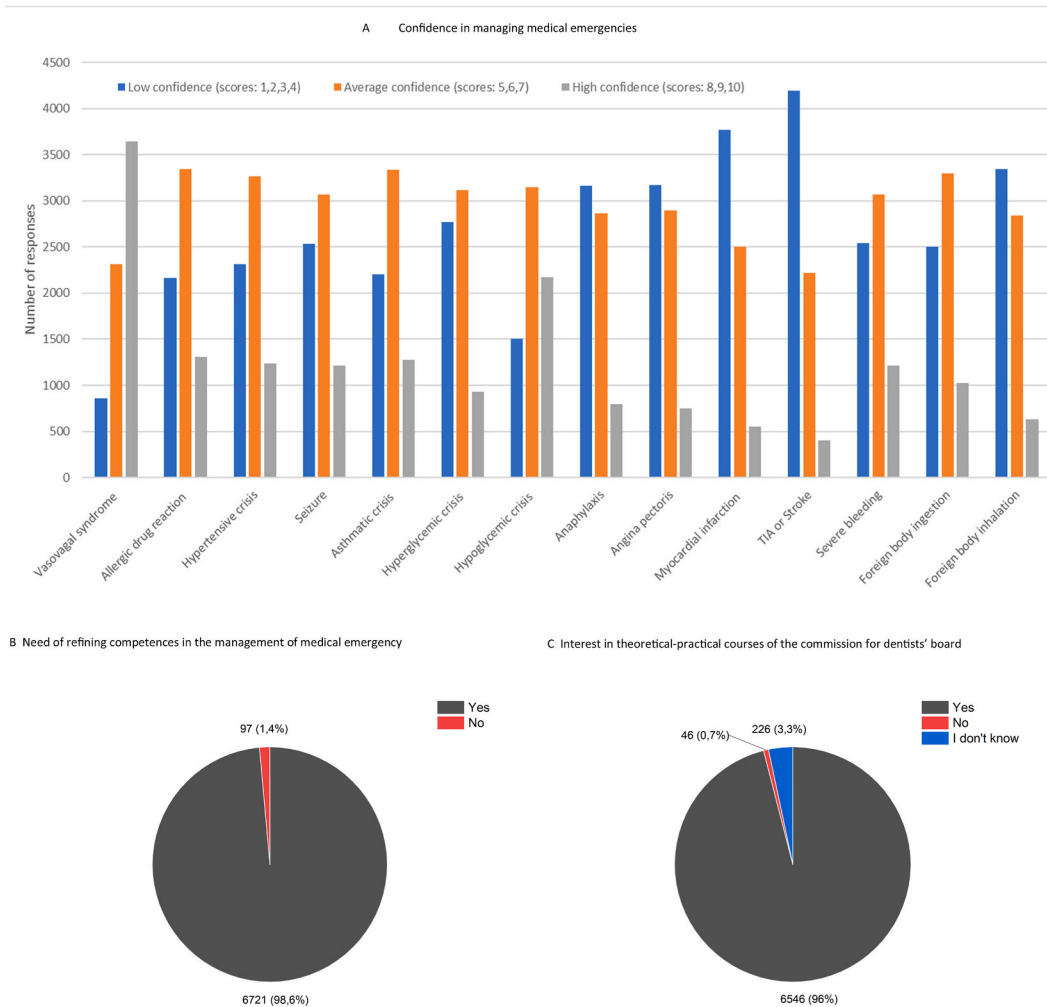 A Confidence in managing medical emergencies
4500
Low confidence (scores: 1,2,3,4) Average confidence (scores: 5,6,7) High confidence (scores: 8,9,10)
4000
3500
3000
2500
2000
1500
1000
500
0
Number of responses
Vasovagal syndrome
Allergic drug reaction
Hypertensive crisis
Seizure
Asthmatic crisis
Hyperglycemic crisis
Hypoglycemic crisis
Anaphylaxis
Angina pectoris
Myocardial infarction
TIA or Stroke
Severe bleeding
Foreign body ingestion
Foreign body inhalation
B Need of refining competences in the management of medical emergency
Yes
No
97 (1,4%)
6721 (98,6%)
C Interest in theoretical-practical courses of the commission for dentists' board
Yes
No
I don't know
46 (0,7%)
226 (3,3%)
6546 (96%)